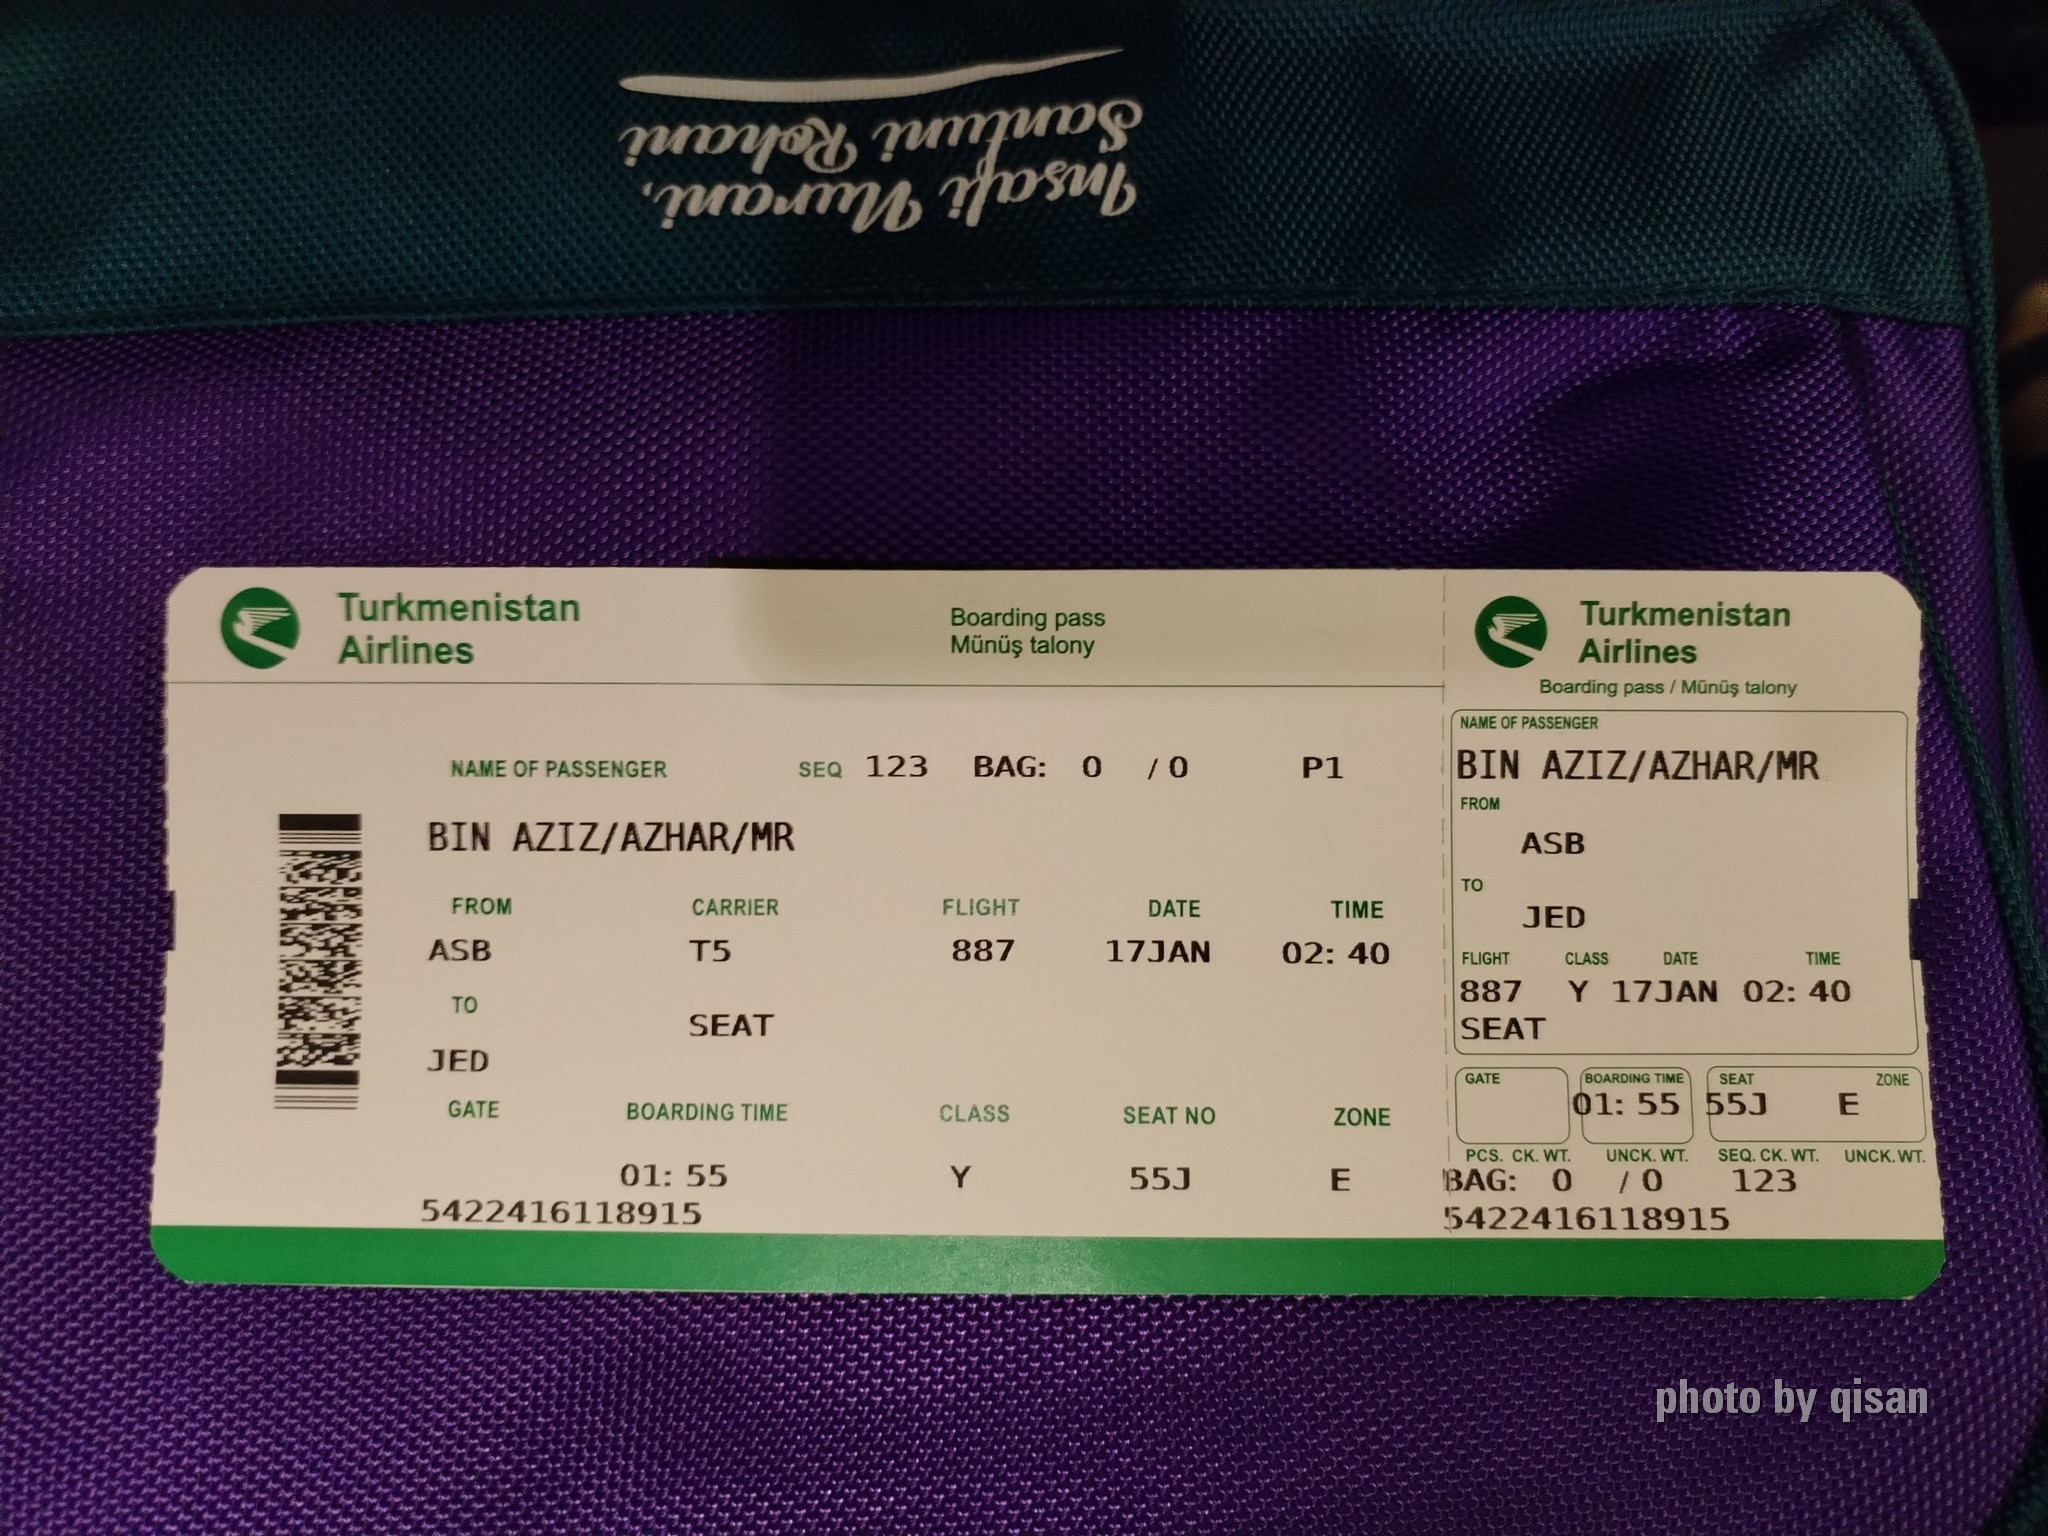 Insafi Nurani,
Santuni Rohani
Turkmenistan
Airlines
Boarding pass
Münüş talony
NAME OF PASSENGER SEQ 123 BAG: 0 / 0 P1
BIN AZIZ/AZHAR/MR
FROM CARRIER FLIGHT DATE TIME
ASB T5 887 17JAN 02: 40
TO
SEAT
JED
GATE BOARDING TIME CLASS SEAT NO ZONE
01: 55 Y 55J E
5422416118915
Turkmenistan
Airlines
Boarding pass / Münüş talony
NAME OF PASSENGER
BIN AZIZ/AZHAR/MR
FROM
ASB
TO
JED
FLIGHT CLASS DATE TIME
887 Y 17JAN 02: 40
SEAT
GATE BOARDING TIME SEAT ZONE
01: 55 55J E
PCS. CK. WT. UNCK. WT. SEQ. CK. WT. UNCK. WT.
BAG: 0 / 0 123
5422416118915
photo by qisan